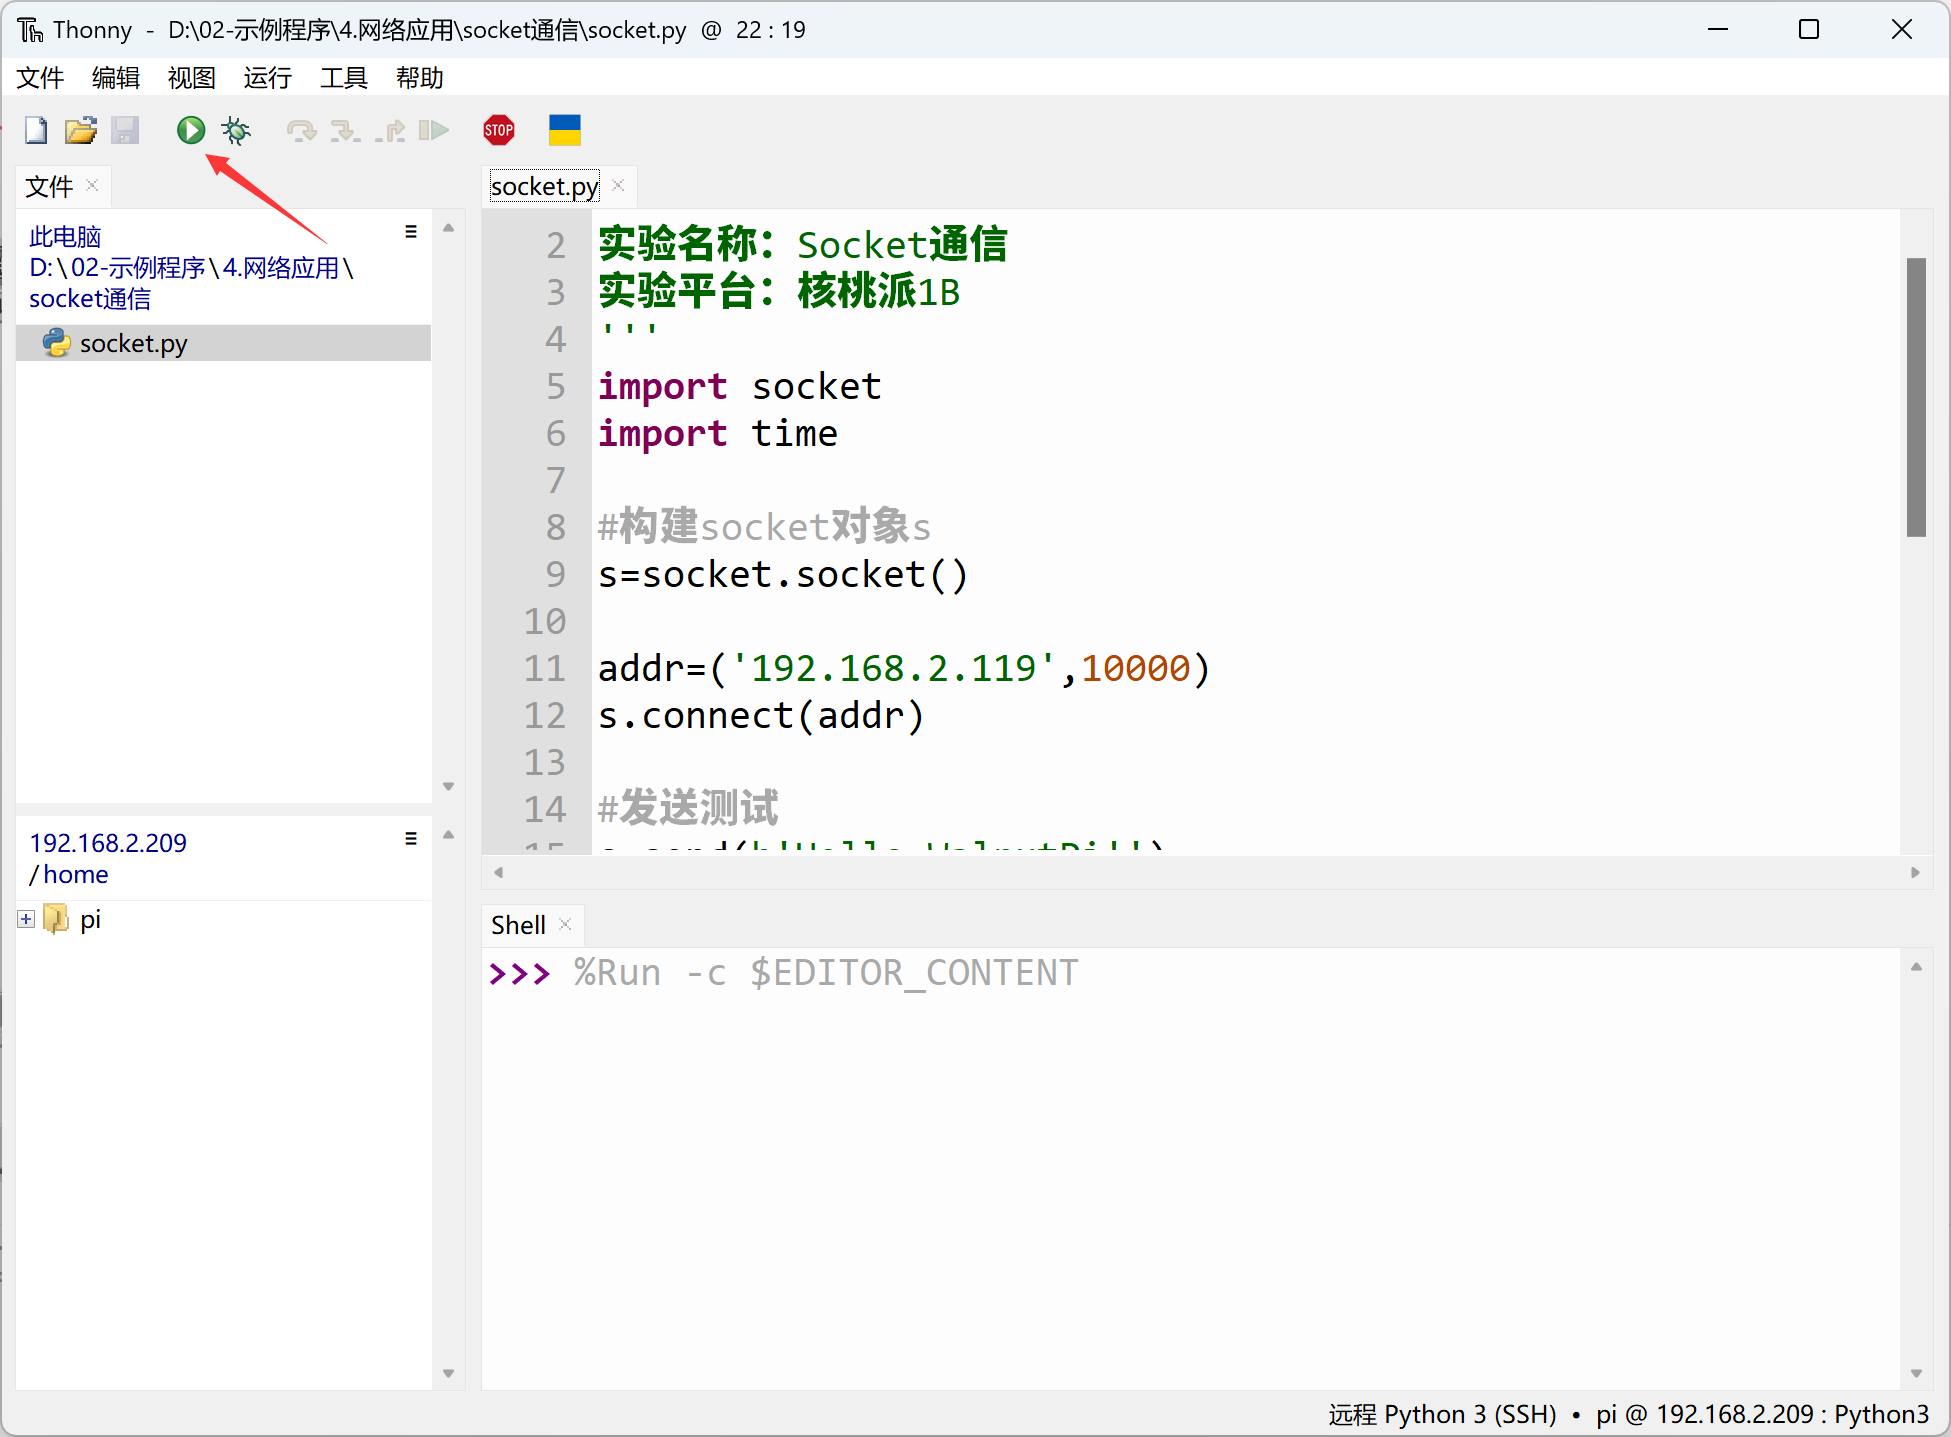 Thonny - D:\02-示例程序\4.网络应用\socket通信\socket.py @ 22 : 19
文件 编辑 视图 运行 工具 帮助
STOP
文件
此电脑
D:\02-示例程序\4.网络应用\
socket通信
socket.py
192.168.2.209
/home
pi
socket.py
2 实验名称：Socket通信
3 实验平台：核桃派1B
4 '''
5 import socket
6 import time
7
8 #构建socket对象s
9 s=socket.socket()
10
11 addr=('192.168.2.119',10000)
12 s.connect(addr)
13
14 #发送测试
Shell
>>> %Run -c $EDITOR_CONTENT
远程 Python 3 (SSH) • pi @ 192.168.2.209 : Python3